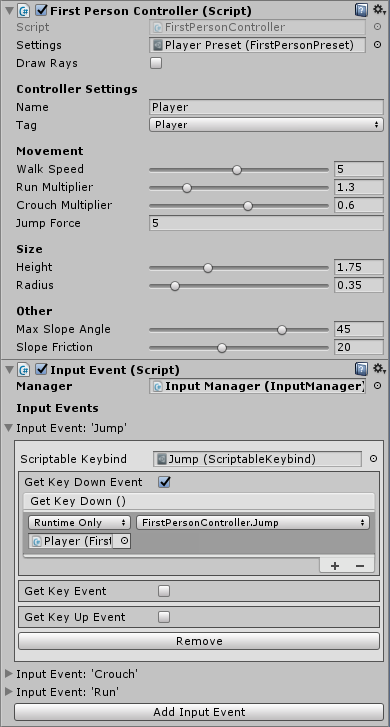 First Person Controller (Script)
Script FirstPersonController
Settings Player Preset (FirstPersonPreset)
Draw Rays
Controller Settings
Name Player
Tag Player
Movement
Walk Speed 5
Run Multiplier 1.3
Crouch Multiplier 0.6
Jump Force 5
Size
Height 1.75
Radius 0.35
Other
Max Slope Angle 45
Slope Friction 20
Input Event (Script)
Manager Input Manager (InputManager)
Input Events
Input Event: 'Jump'
Scriptable Keybind Jump (ScriptableKeybind)
Get Key Down Event
Get Key Down ()
Runtime Only FirstPersonController.Jump
Player (First
+ −
Get Key Event
Get Key Up Event
Remove
Input Event: 'Crouch'
Input Event: 'Run'
Add Input Event